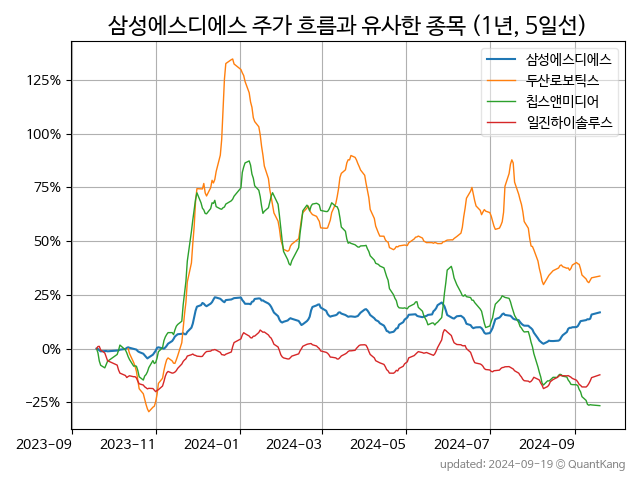 삼성에스디에스 주가 흐름과 유사한 종목 (1년, 5일선)
삼성에스디에스
두산로보틱스
칩스앤미디어
일진하이솔루스
125%
100%
75%
50%
25%
0%
−25%
2023-09
2023-11
2024-01
2024-03
2024-05
2024-07
2024-09
updated: 2024-09-19 @ QuantKang